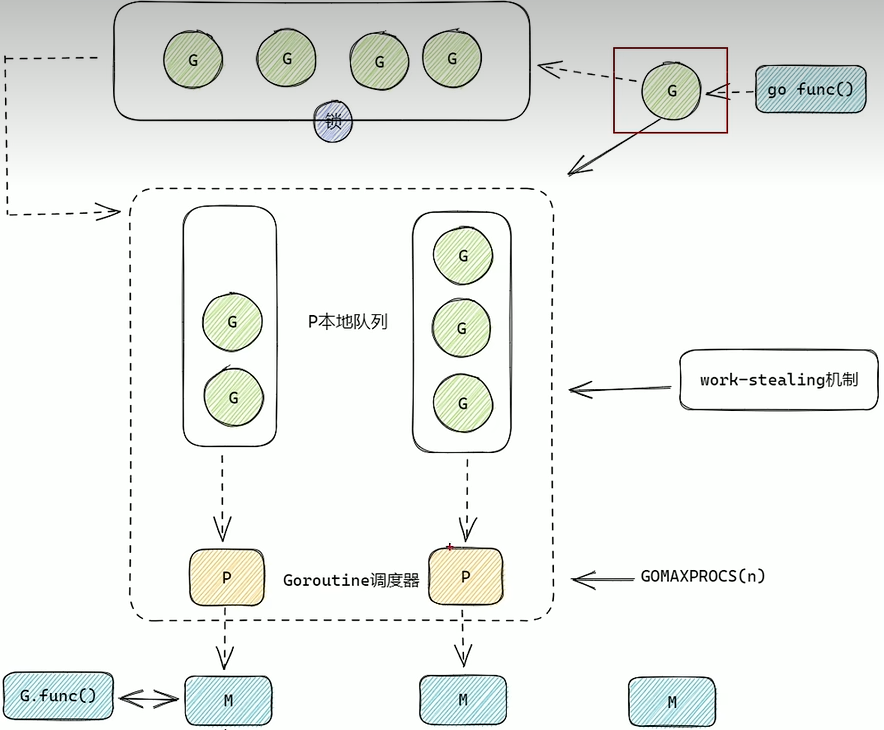 G
G
G
G
G
go func()
锁
G
G
P本地队列
G
G
G
work-stealing机制
P
Goroutine调度器
P
GOMAXPROCS(n)
G.func()
M
M
M